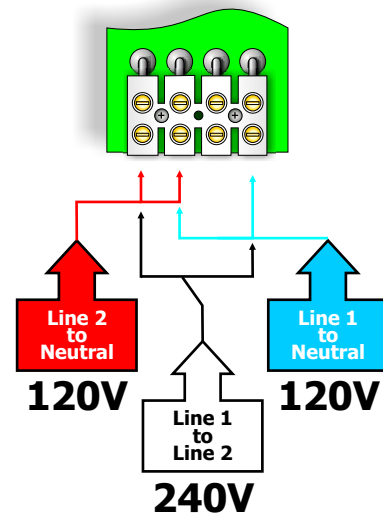 Line 2
to
Neutral
120V
Line 1
to
Neutral
120V
Line 1
to
Line 2
240V